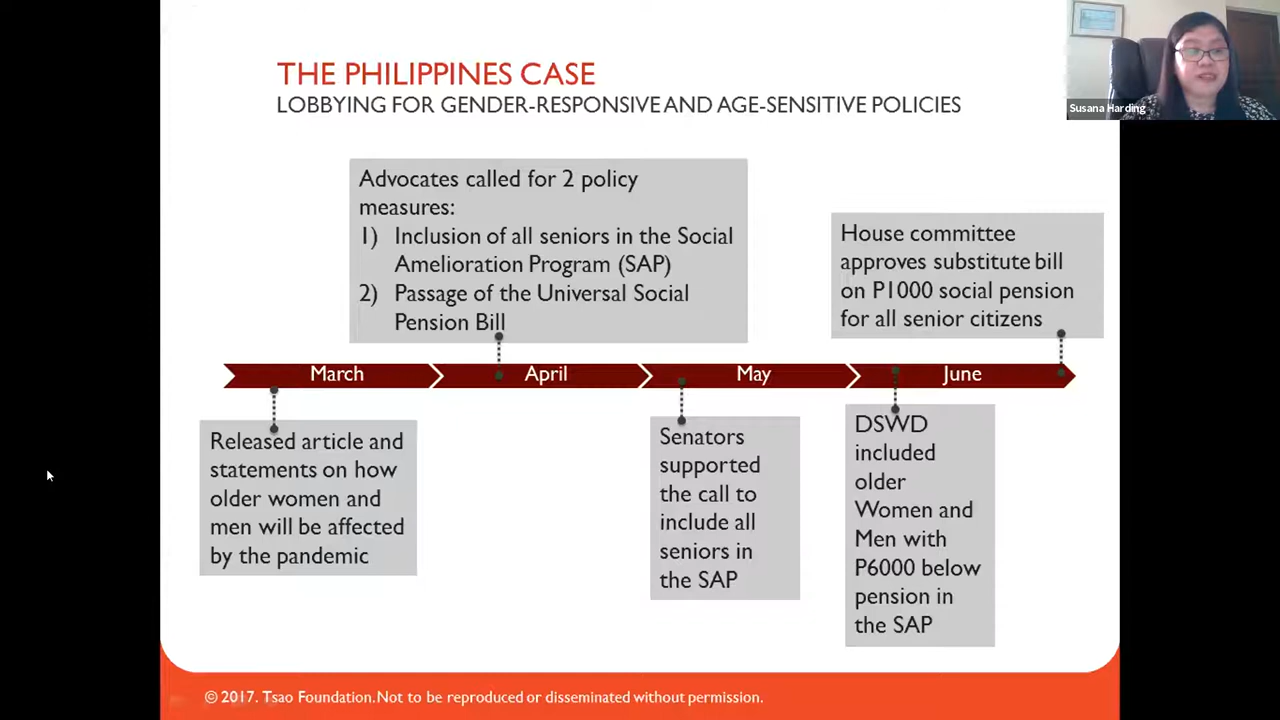 THE PHILIPPINES CASE
LOBBYING FOR GENDER-RESPONSIVE AND AGE-SENSITIVE POLICIES
Susana Harding
Advocates called for 2 policy
measures:
1) Inclusion of all seniors in the Social
Amelioration Program (SAP)
2) Passage of the Universal Social
Pension Bill
House committee
approves substitute bill
on P1000 social pension
for all senior citizens
March
April
May
June
Released article and
statements on how
older women and
men will be affected
by the pandemic
Senators
supported
the call to
include all
seniors in
the SAP
DSWD
included
older
Women and
Men with
P6000 below
pension in
the SAP
© 2017. Tsao Foundation.Not to be reproduced or disseminated without permission.